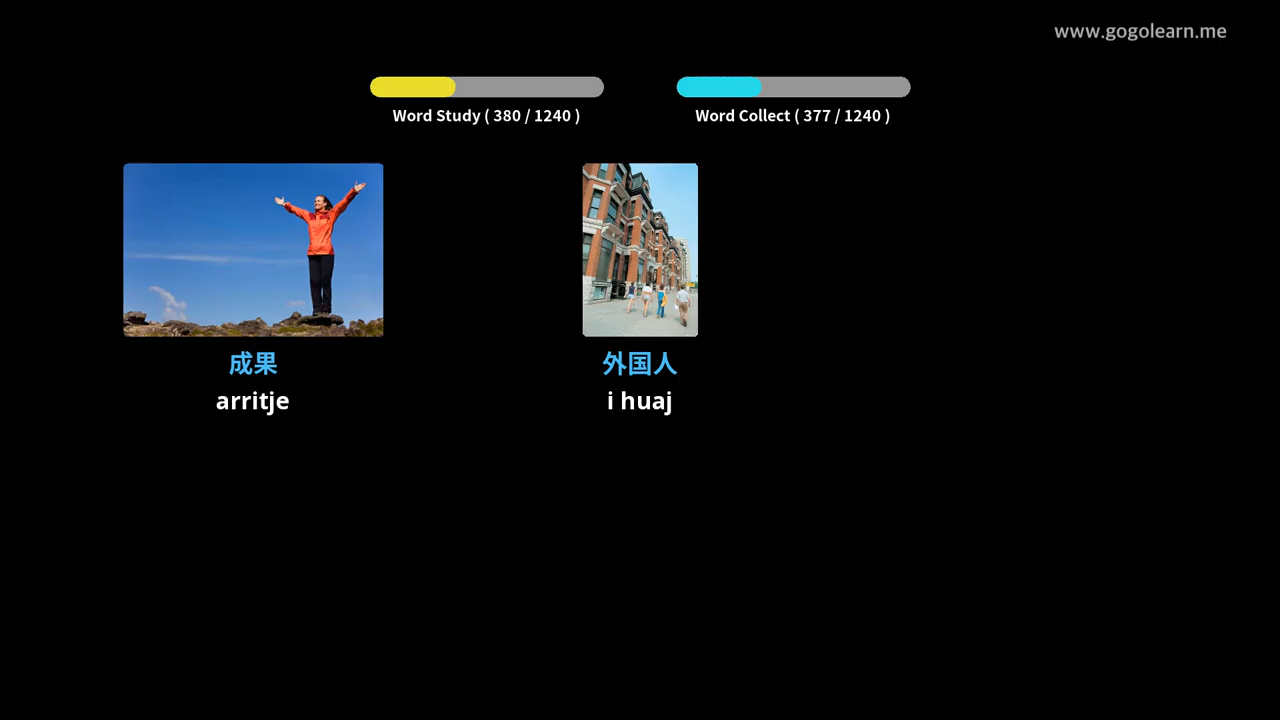 www.gogolearn.me
Word Study ( 380 / 1240 )
Word Collect ( 377 / 1240 )
成果
arritje
外国人
i huaj